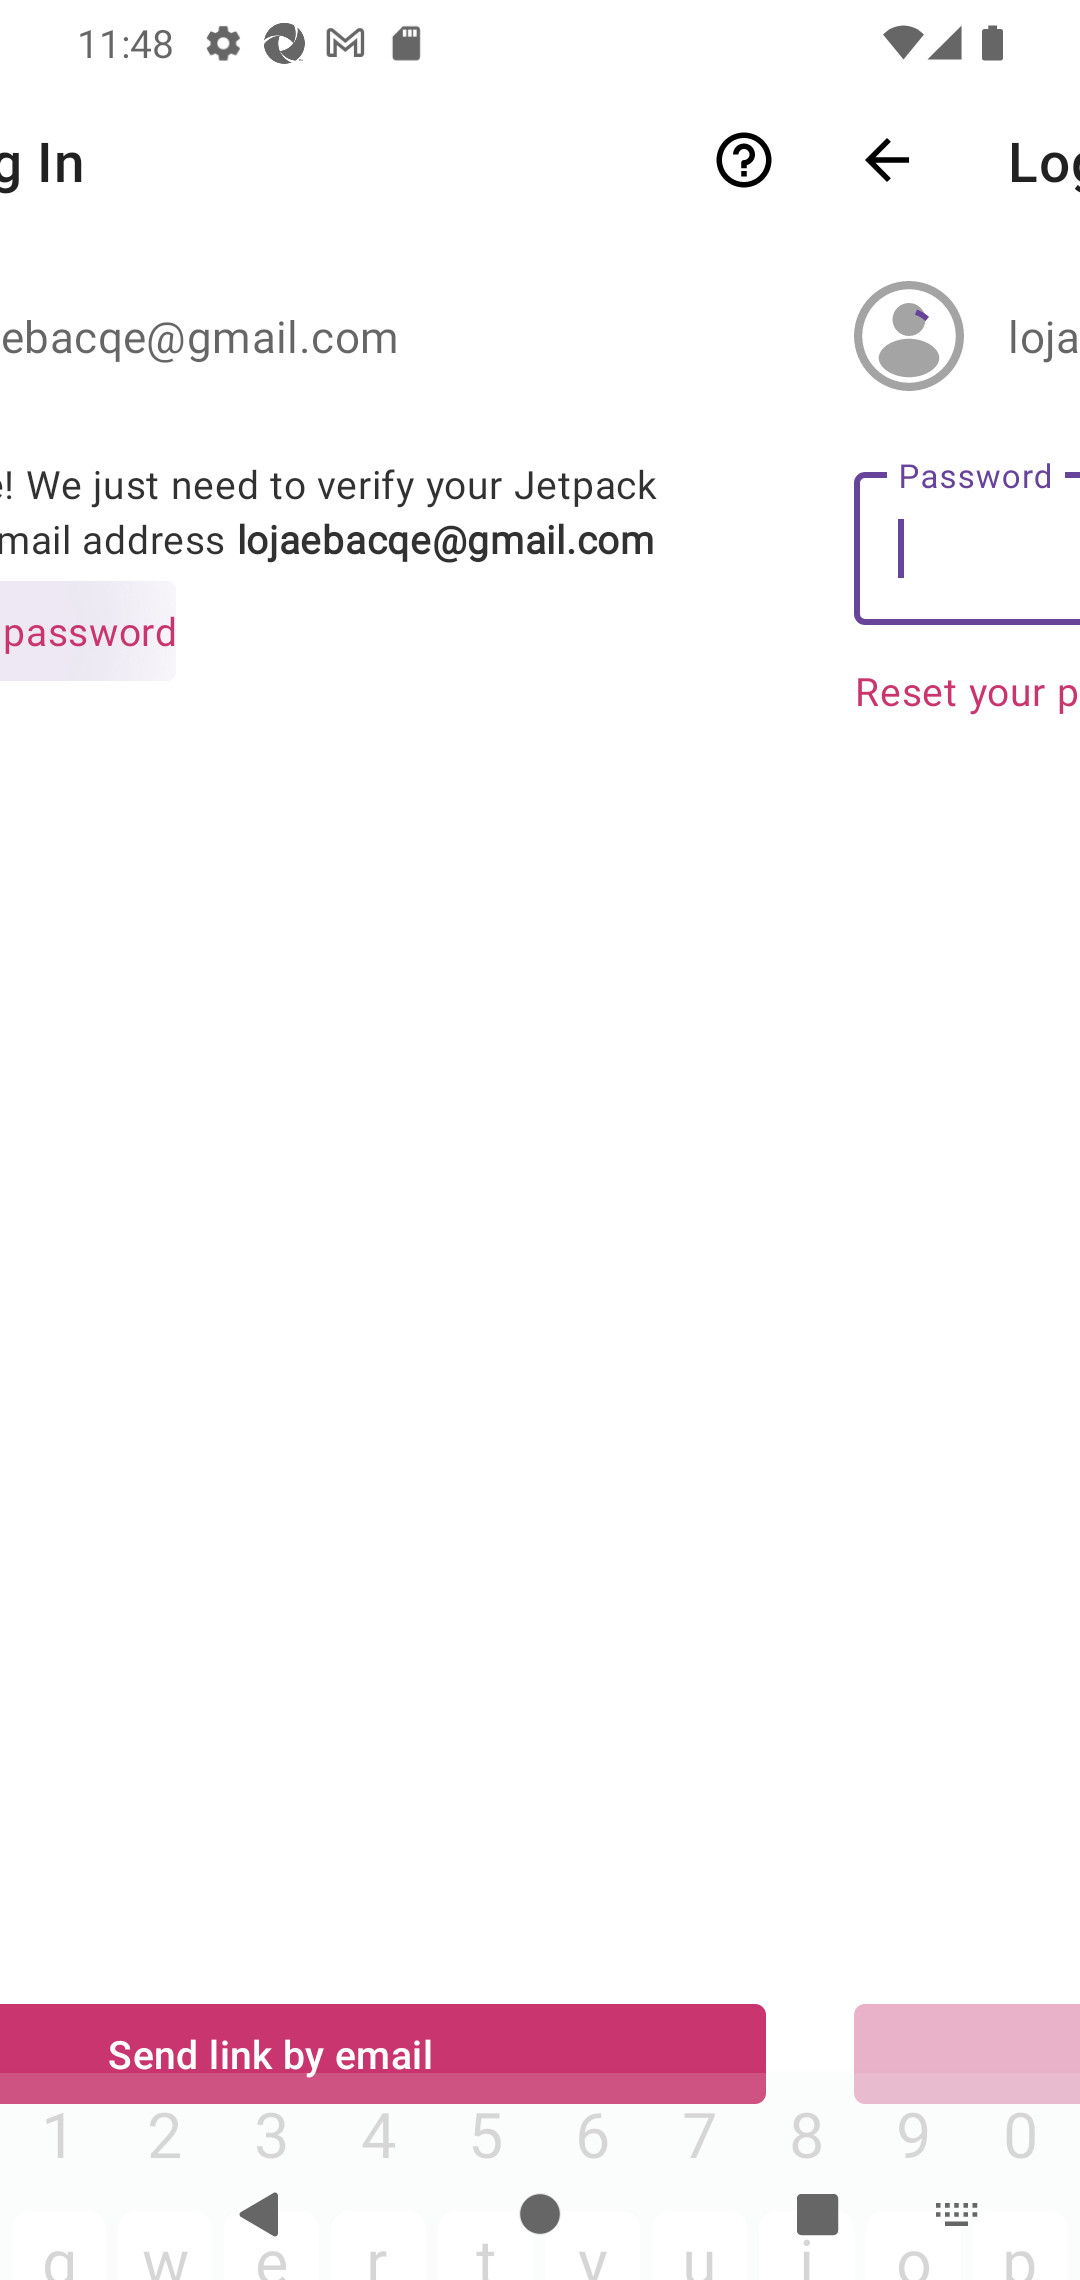 11:48
g In
Log
ebacqe@gmail.com
loja
e! We just need to verify your Jetpack
mail address lojaebacqe@gmail.com
Password
password
Reset your p
Send link by email
1 2 3 4 5 6 7 8 9 0
q w e r t y u i o p